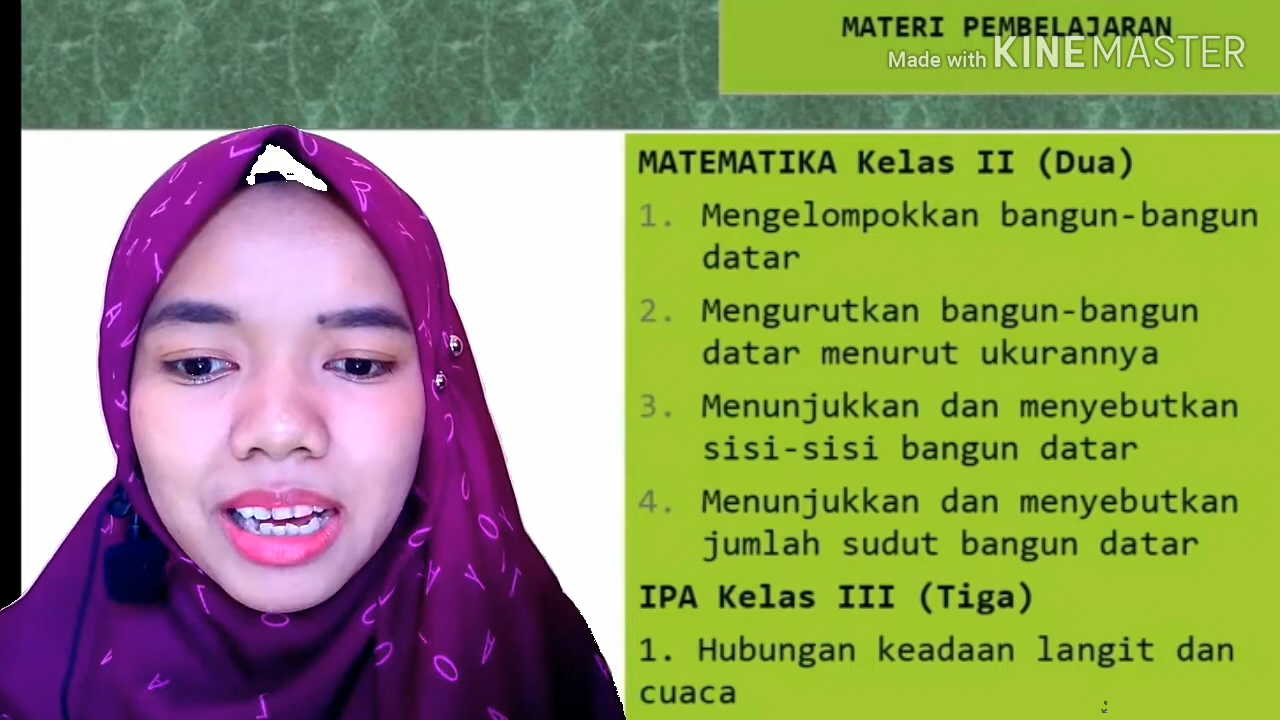 MATERI PEMBELAJARAN
Made with KINEMASTER
MATEMATIKA Kelas II (Dua)
1. Mengelompokkan bangun-bangun
datar
2. Mengurutkan bangun-bangun
datar menurut ukurannya
3. Menunjukkan dan menyebutkan
sisi-sisi bangun datar
4. Menunjukkan dan menyebutkan
jumlah sudut bangun datar
IPA Kelas III (Tiga)
1. Hubungan keadaan langit dan
cuaca